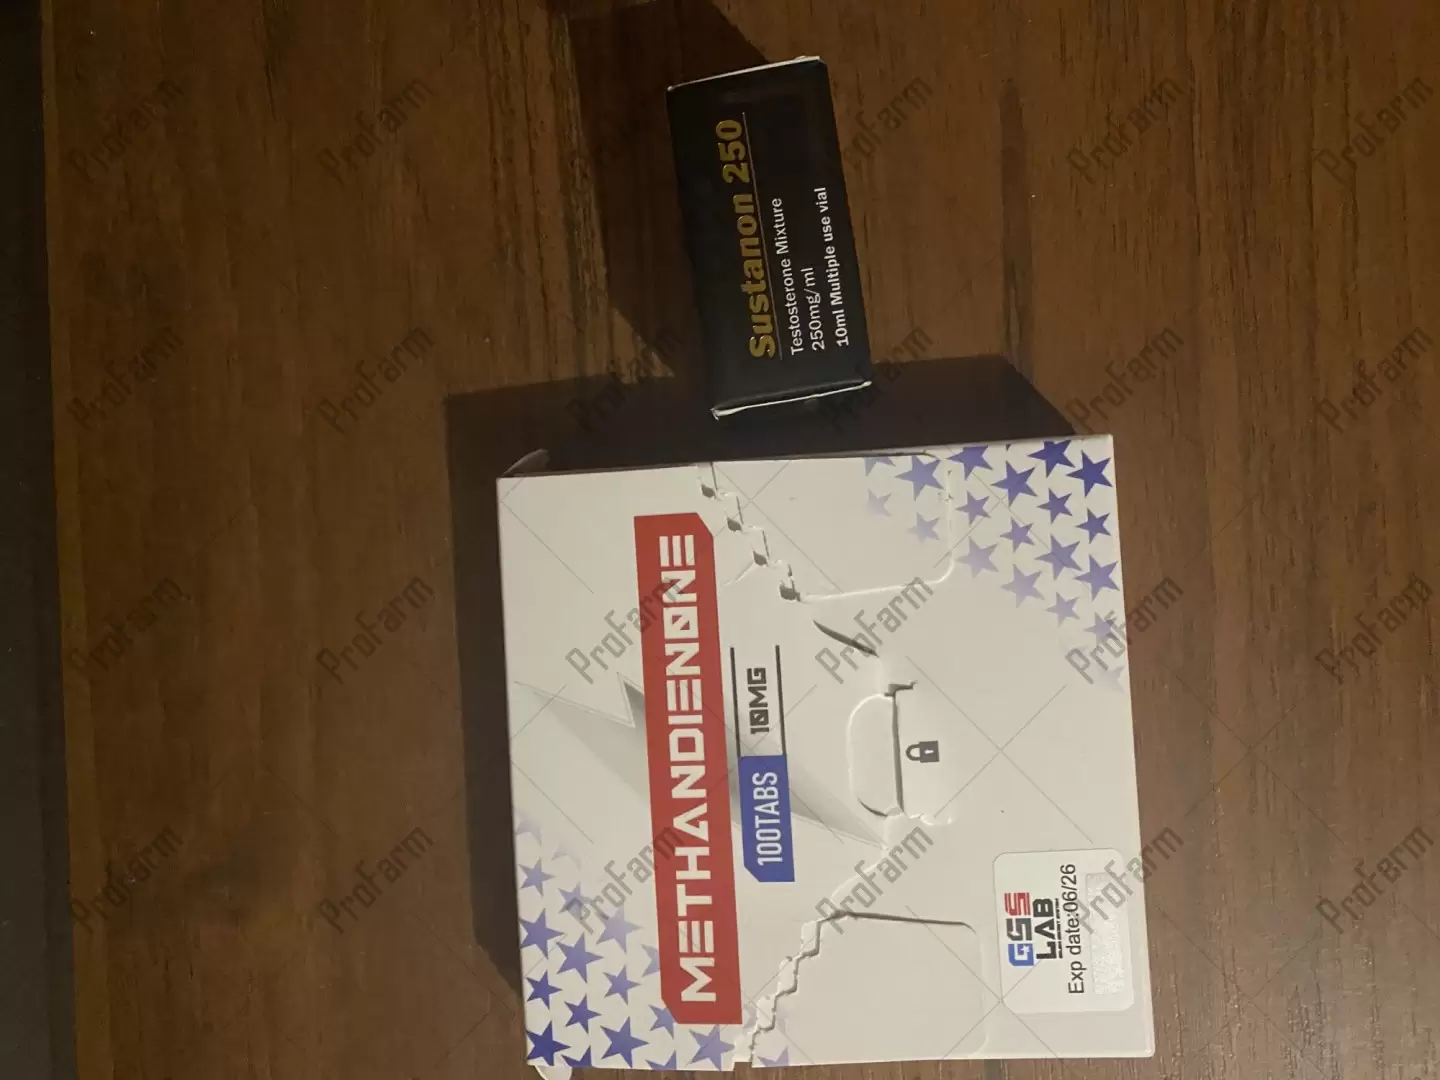 Sustanon 250
Testosterone Mixture
250mg/ml
10ml Multiple use vial
METHANDIENONE
100TABS 10MG
GSS
LAB
Exp date:06/26
ProFarm